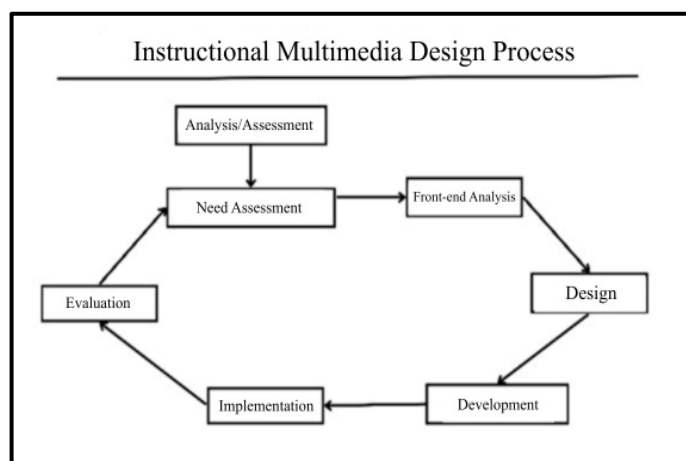 Instructional Multimedia Design Process
Analysis/Assessment
Need Assessment
Front-end Analysis
Evaluation
Design
Implementation
Development